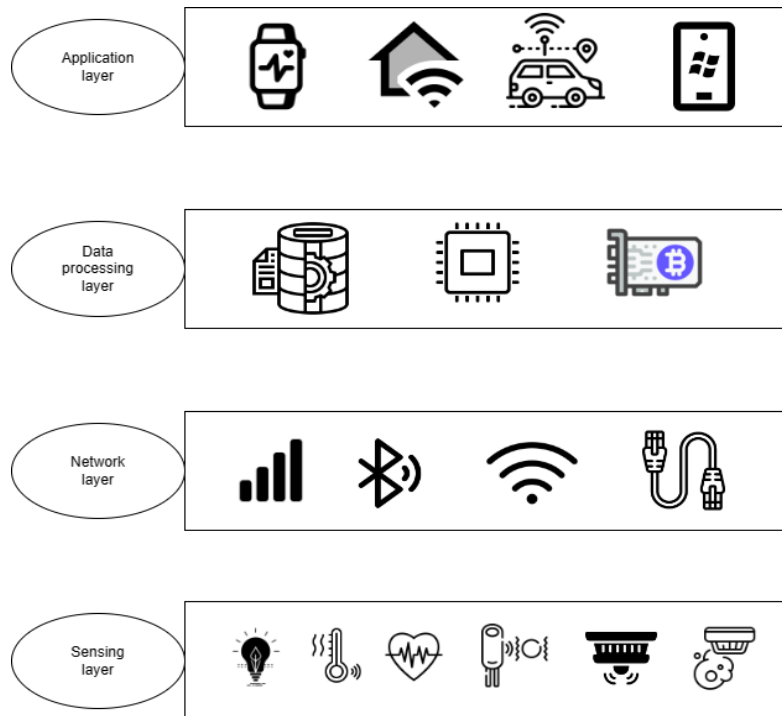 Application
layer
Data
processing
layer
Network
layer
Sensing
layer